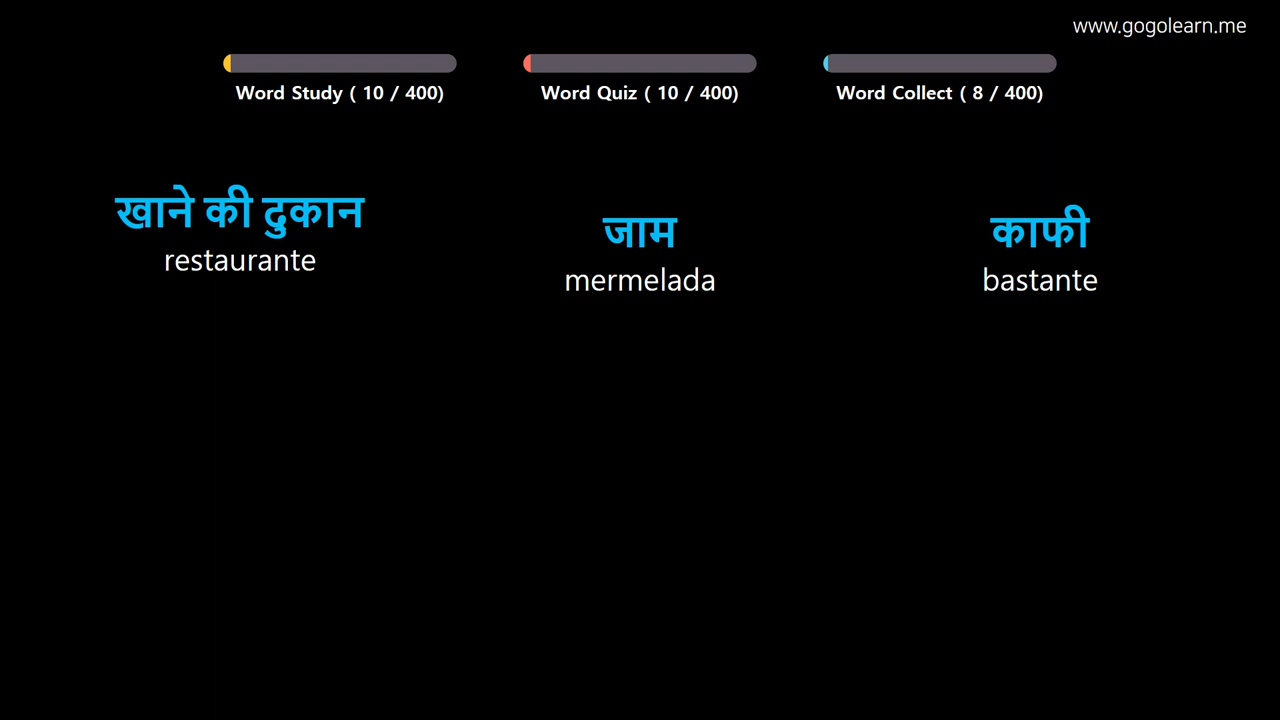 www.gogolearn.me
Word Study ( 10 / 400)
Word Quiz ( 10 / 400)
Word Collect ( 8 / 400)
खाने की दुकान
restaurante
जाम
mermelada
काफी
bastante